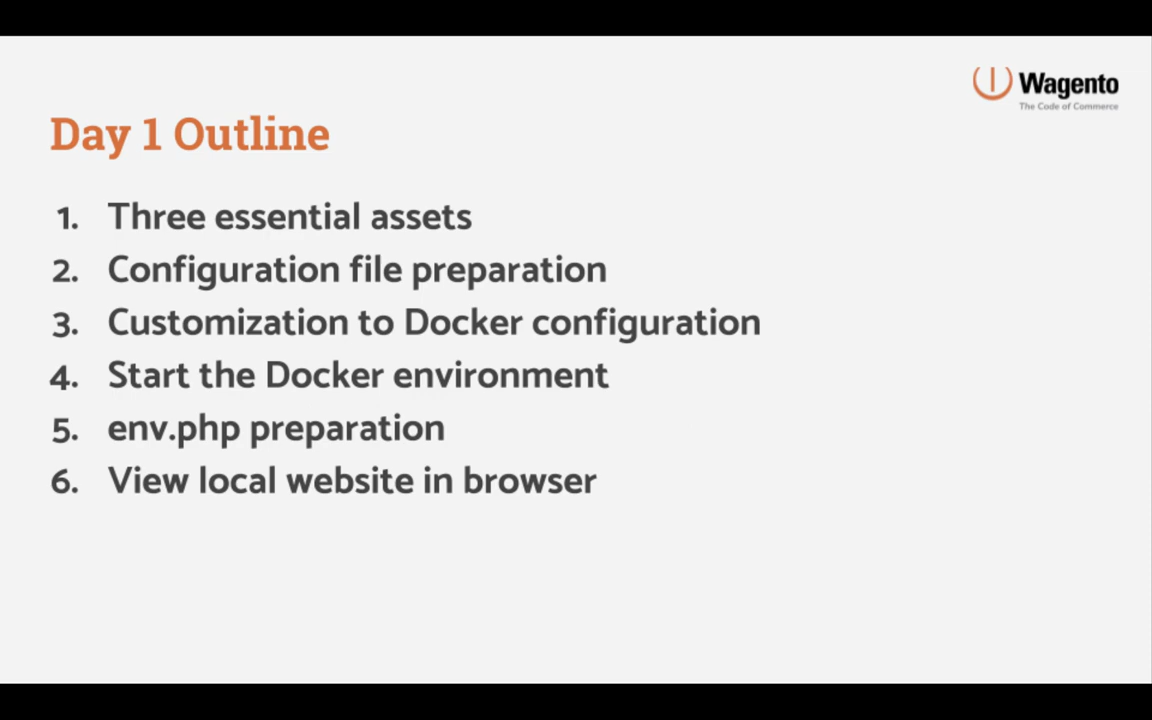 Wagento
The Code of Commerce
Day 1 Outline
1. Three essential assets
2. Configuration file preparation
3. Customization to Docker configuration
4. Start the Docker environment
5. env.php preparation
6. View local website in browser